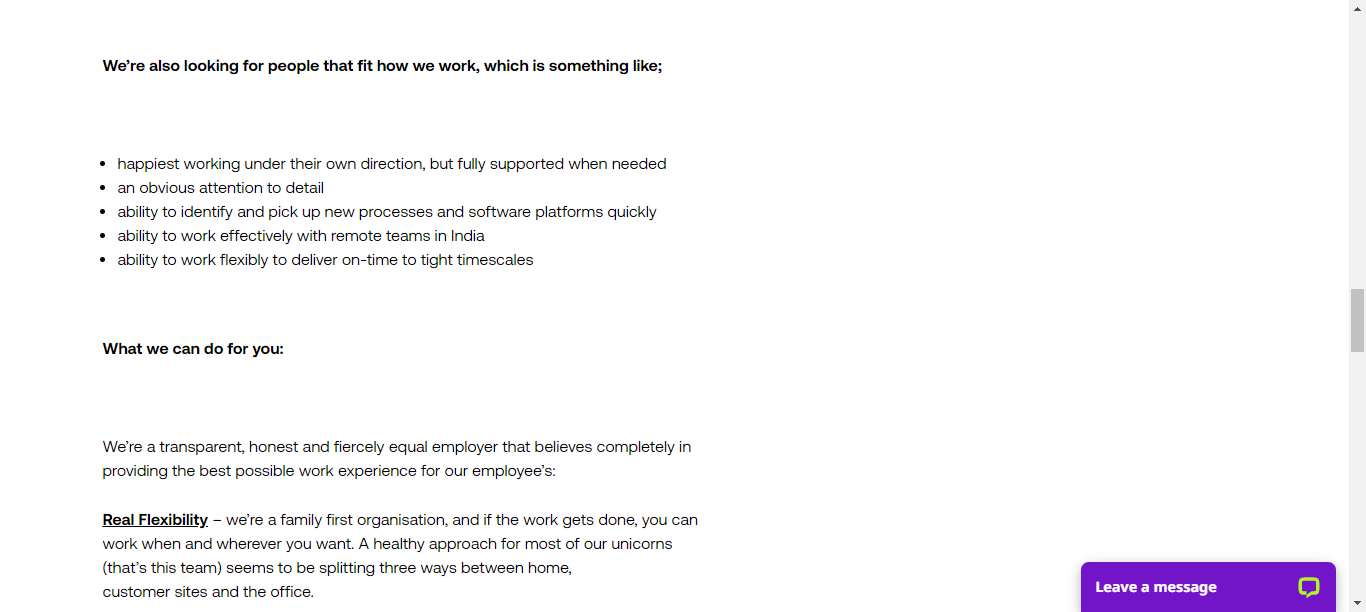 We’re also looking for people that fit how we work, which is something like;
happiest working under their own direction, but fully supported when needed
an obvious attention to detail
ability to identify and pick up new processes and software platforms quickly
ability to work effectively with remote teams in India
ability to work flexibly to deliver on-time to tight timescales
What we can do for you:
We’re a transparent, honest and fiercely equal employer that believes completely in
providing the best possible work experience for our employee’s:
Real Flexibility – we’re a family first organisation, and if the work gets done, you can
work when and wherever you want. A healthy approach for most of our unicorns
(that’s this team) seems to be splitting three ways between home,
customer sites and the office.
Leave a message